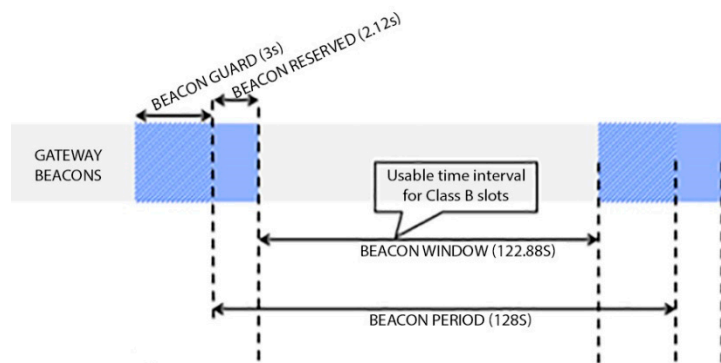 BEACON GUARD (3s)
BEACON RESERVED (2.12s)
GATEWAY
BEACONS
Usable time interval
for Class B slots
BEACON WINDOW (122.88S)
BEACON PERIOD (128S)